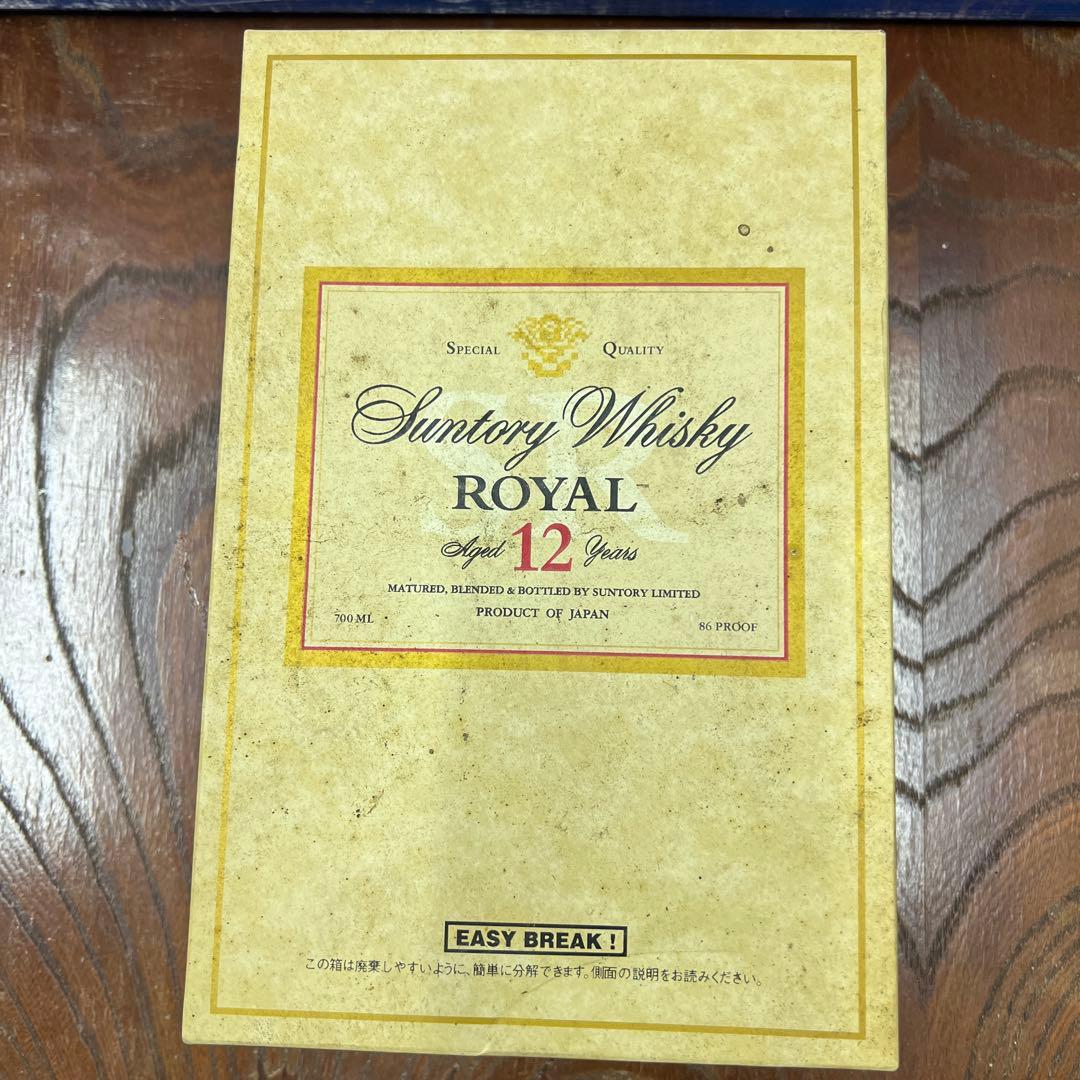 SPECIAL QUALITY
SR
Suntory Whisky
ROYAL
Aged 12 Years
MATURED, BLENDED & BOTTLED BY SUNTORY LIMITED
PRODUCT OF JAPAN
700 ML 86 PROOF
EASY BREAK!
この箱は廃棄しやすいように、簡単に分解できます。側面の説明をお読みください。